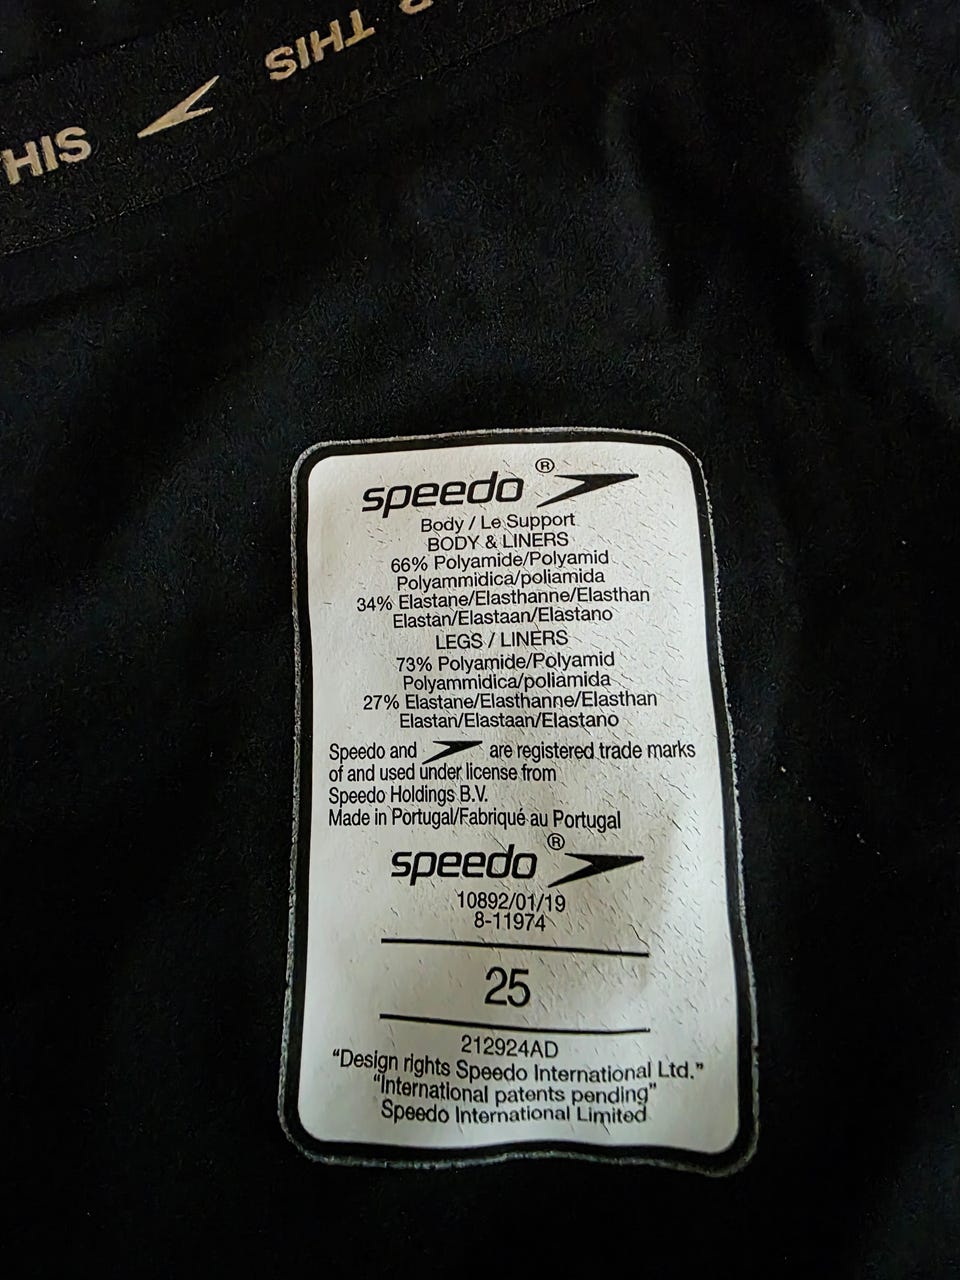 THIS
HIS
speedo®
Body / Le Support
BODY & LINERS
66% Polyamide/Polyamid
Polyammidica/poliamida
34% Elastane/Elasthanne/Elasthan
Elastan/Elastaan/Elastano
LEGS / LINERS
73% Polyamide/Polyamid
Polyammidica/poliamida
27% Elastane/Elasthanne/Elasthan
Elastan/Elastaan/Elastano
Speedo and are registered trade marks
of and used under license from
Speedo Holdings B.V.
Made in Portugal/Fabriqué au Portugal
speedo®
10892/01/19
8-11974
25
212924AD
“Design rights Speedo International Ltd.”
“International patents pending”
Speedo International Limited